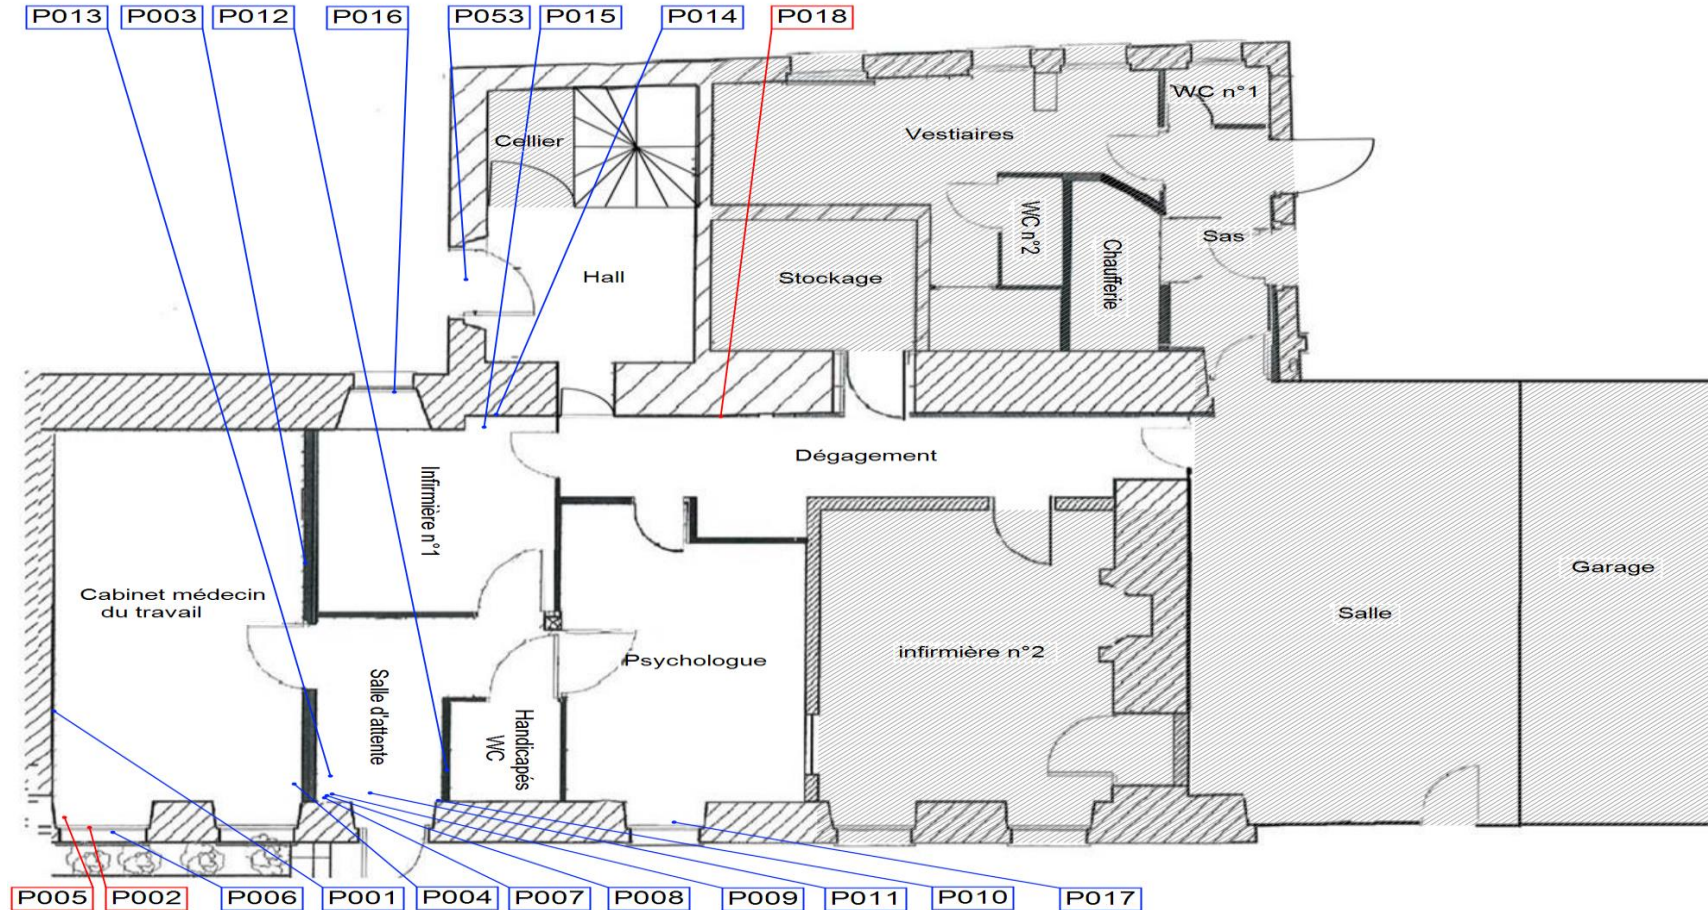 P013
P003
P012
P016
P053
P015
P014
P018
WC n°1
Vestiaires
Cellier
WC n°2
Sas
Chaufferie
Hall
Stockage
Dégagement
Infirmière n°1
Cabinet médecin
du travail
Garage
Salle
infirmière n°2
Psychologue
Salle d'attente
Handicapés
WC
P005
P002
P006
P001
P004
P007
P008
P009
P011
P010
P017